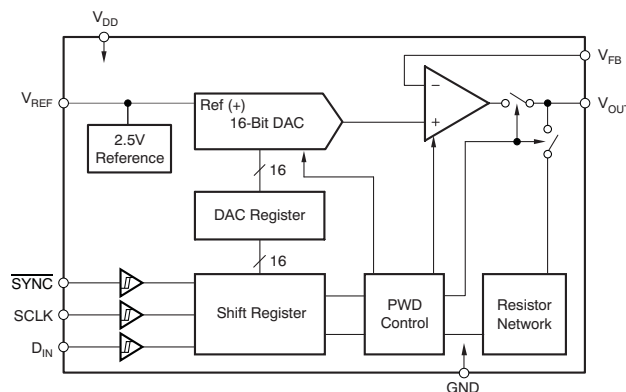 VDD
VFB
VREF
Ref (+)
16-Bit DAC
−
+
VOUT
2.5V
Reference
16
DAC Register
16
SYNC
SCLK
DIN
Shift Register
PWD
Control
Resistor
Network
GND